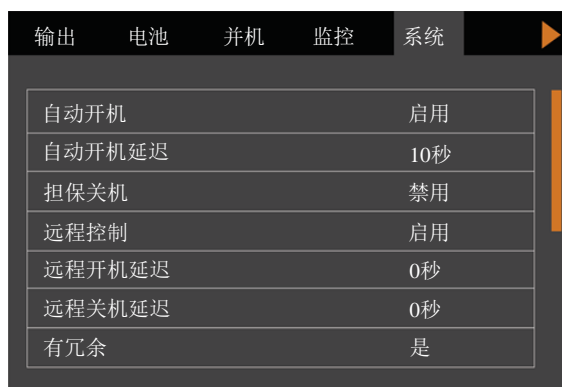 输出 电池 并机 监控 系统
自动开机 启用
自动开机延迟 10秒
担保关机 禁用
远程控制 启用
远程开机延迟 0秒
远程关机延迟 0秒
有冗余 是